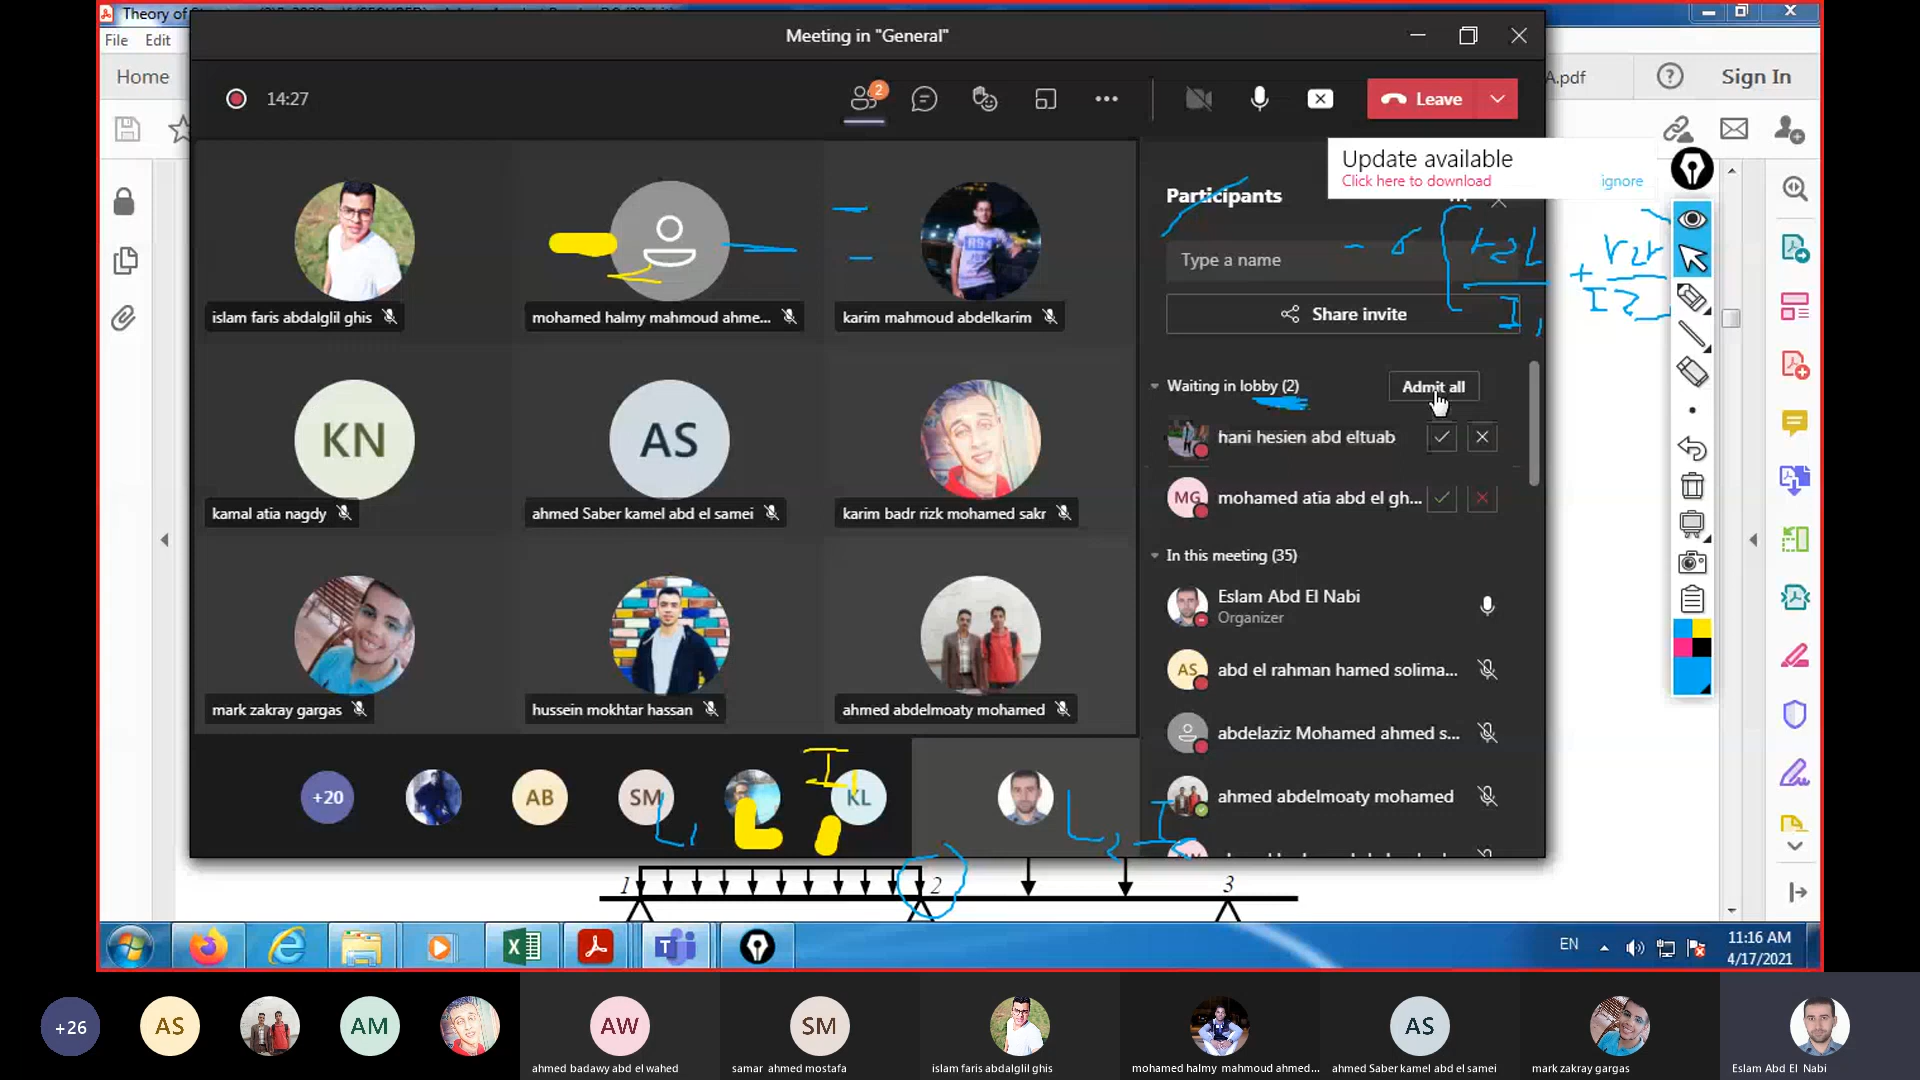 Meeting in "General"
File Edit
Home
A.pdf
Sign In
14:27
2
Leave
Update available
Click here to download
ignore
Participants
Type a name
Share invite
islam faris abdalglil ghis
mohamed halmy mahmoud ahme...
karim mahmoud abdelkarim
R94
Waiting in lobby (2)
Admit all
hani hesien abd eltuab
MG
mohamed atia abd el gh...
KN
AS
kamal atia nagdy
ahmed Saber kamel abd el samei
karim badr rizk mohamed sakr
In this meeting (35)
Eslam Abd El Nabi
Organizer
AS
abd el rahman hamed solima...
abdelaziz Mohamed ahmed s...
ahmed abdelmoaty mohamed
mark zakray gargas
hussein mokhtar hassan
ahmed abdelmoaty mohamed
+20
AB
SM
KL
L1
I1
L2
I
1
2
3
EN
11:16 AM
4/17/2021
+26
AS
AM
AW
SM
AS
ahmed badawy abd el wahed
samar ahmed mostafa
islam faris abdalglil ghis
mohamed halmy mahmoud ahmed...
ahmed Saber kamel abd el samei
mark zakray gargas
Eslam Abd El Nabi